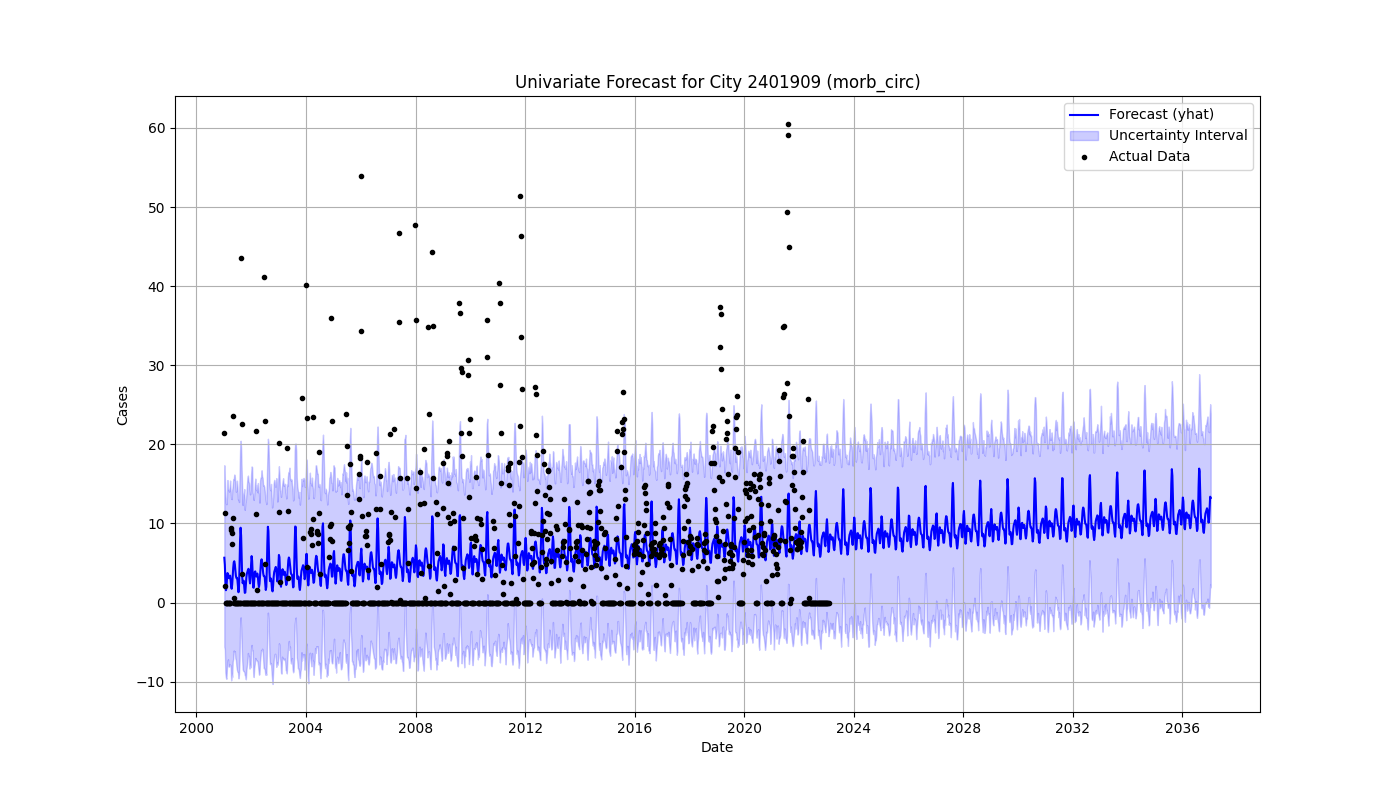 Univariate Forecast for City 2401909 (morb_circ)
Forecast (yhat)
Uncertainty Interval
Actual Data
Cases
60
50
40
30
20
10
0
−10
2000 2004 2008 2012 2016 2020 2024 2028 2032 2036
Date